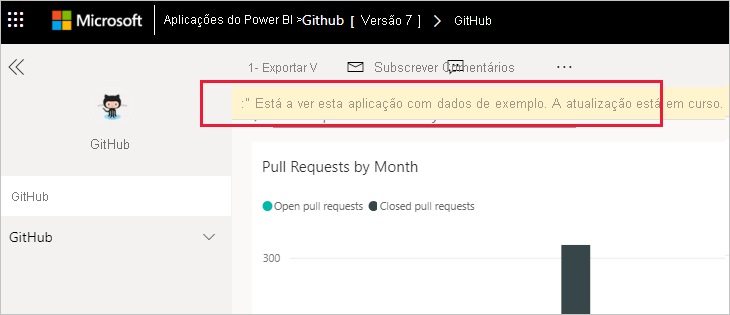 Microsoft Aplicações do Power BI >Github [ Versão 7 ] > GitHub
1- Exportar V Subscrever Comentários ...
:" Está a ver esta aplicação com dados de exemplo. A atualização está em curso.
GitHub
Pull Requests by Month
GitHub
Open pull requests Closed pull requests
GitHub
300